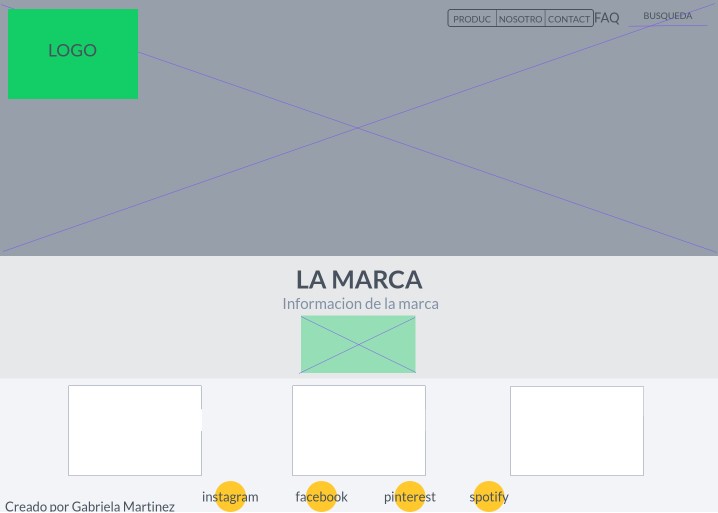 LOGO
PRODUC NOSOTRO CONTACT FAQ BUSQUEDA
LA MARCA
Informacion de la marca
instagram facebook pinterest spotify
Creado por Gabriela Martinez